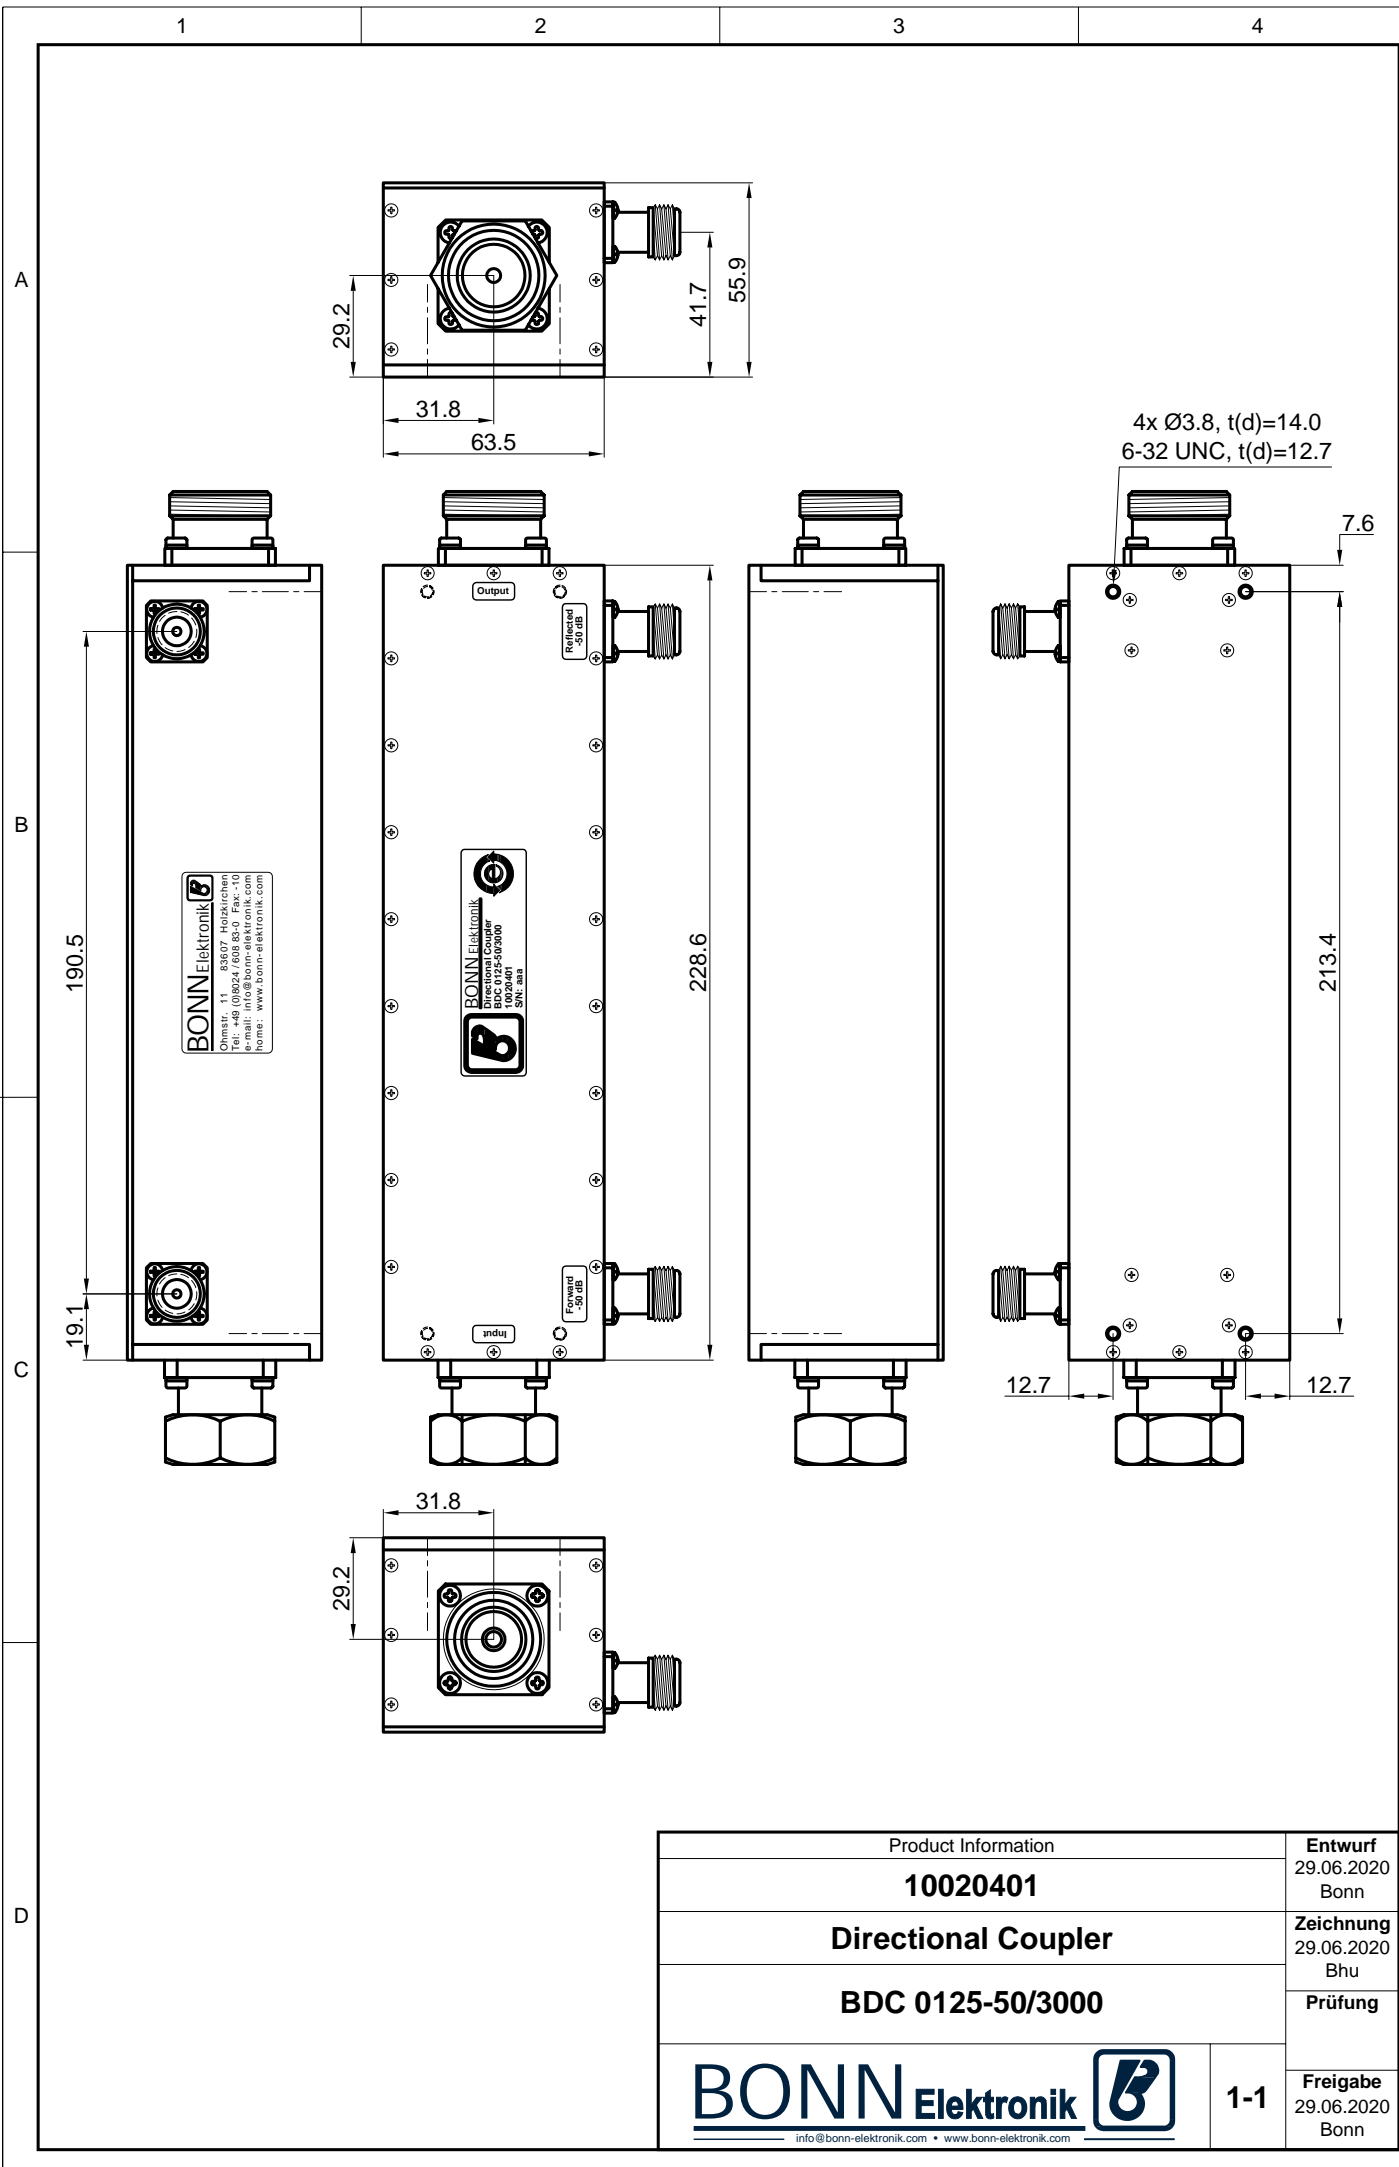 1 2 3 4
A
B
C
D
29.2
31.8
63.5
41.7
55.9
4x Ø3.8, t(d)=14.0
6-32 UNC, t(d)=12.7
7.6
190.5
19.1
BONN Elektronik
Ohmstr. 11 83607 Holzkirchen
Tel: +49 (0)8024 / 608 83-0 Fax: -10
e-mail: info@bonn-elektronik.com
home: www.bonn-elektronik.com
Output
Reflected
-50 dB
BONN Elektronik
Directional Coupler
BDC 0125-50/3000
10020401
S/N: aaa
Forward
-50 dB
Input
228.6
213.4
12.7
12.7
31.8
29.2
Product Information
10020401
Directional Coupler
BDC 0125-50/3000
BONN Elektronik
info@bonn-elektronik.com • www.bonn-elektronik.com
1-1
Entwurf
29.06.2020
Bonn
Zeichnung
29.06.2020
Bhu
Prüfung
Freigabe
29.06.2020
Bonn